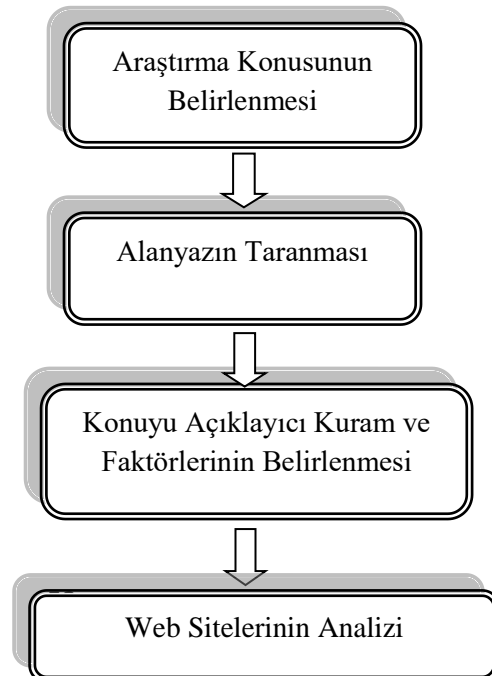 Araştırma Konusunun
Belirlenmesi
Alanyazın Taranması
Konuyu Açıklayıcı Kuram ve
Faktörlerinin Belirlenmesi
Web Sitelerinin Analizi